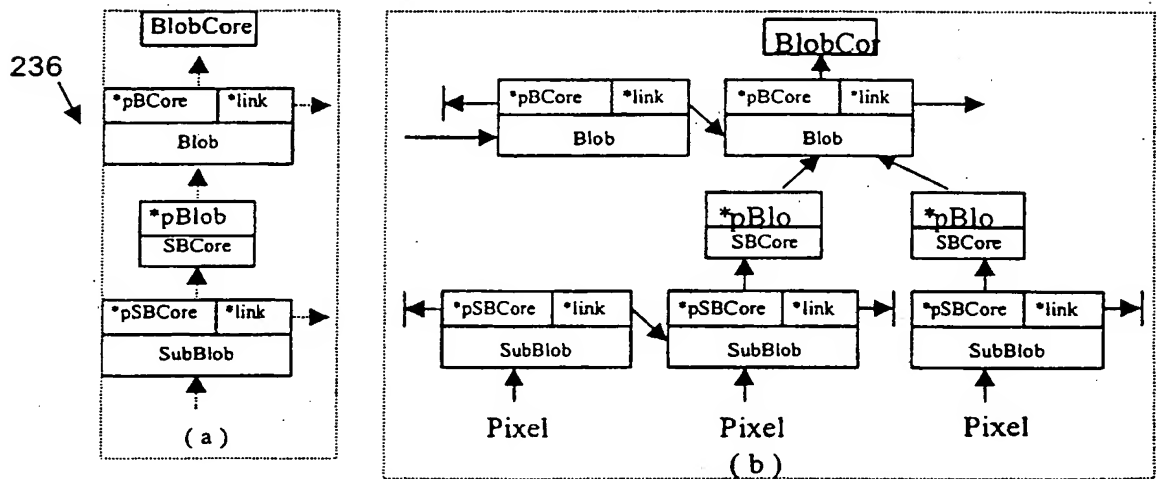 BlobCore
236
*pBCore *link
Blob
*pBlob
SBCore
*pSBCore *link
SubBlob
( a )
BlobCor
*pBCore *link
Blob
*pBCore *link
Blob
*pBlo
SBCore
*pBlo
SBCore
*pSBCore *link
SubBlob
*pSBCore *link
SubBlob
*pSBCore *link
SubBlob
Pixel
Pixel
Pixel
( b )